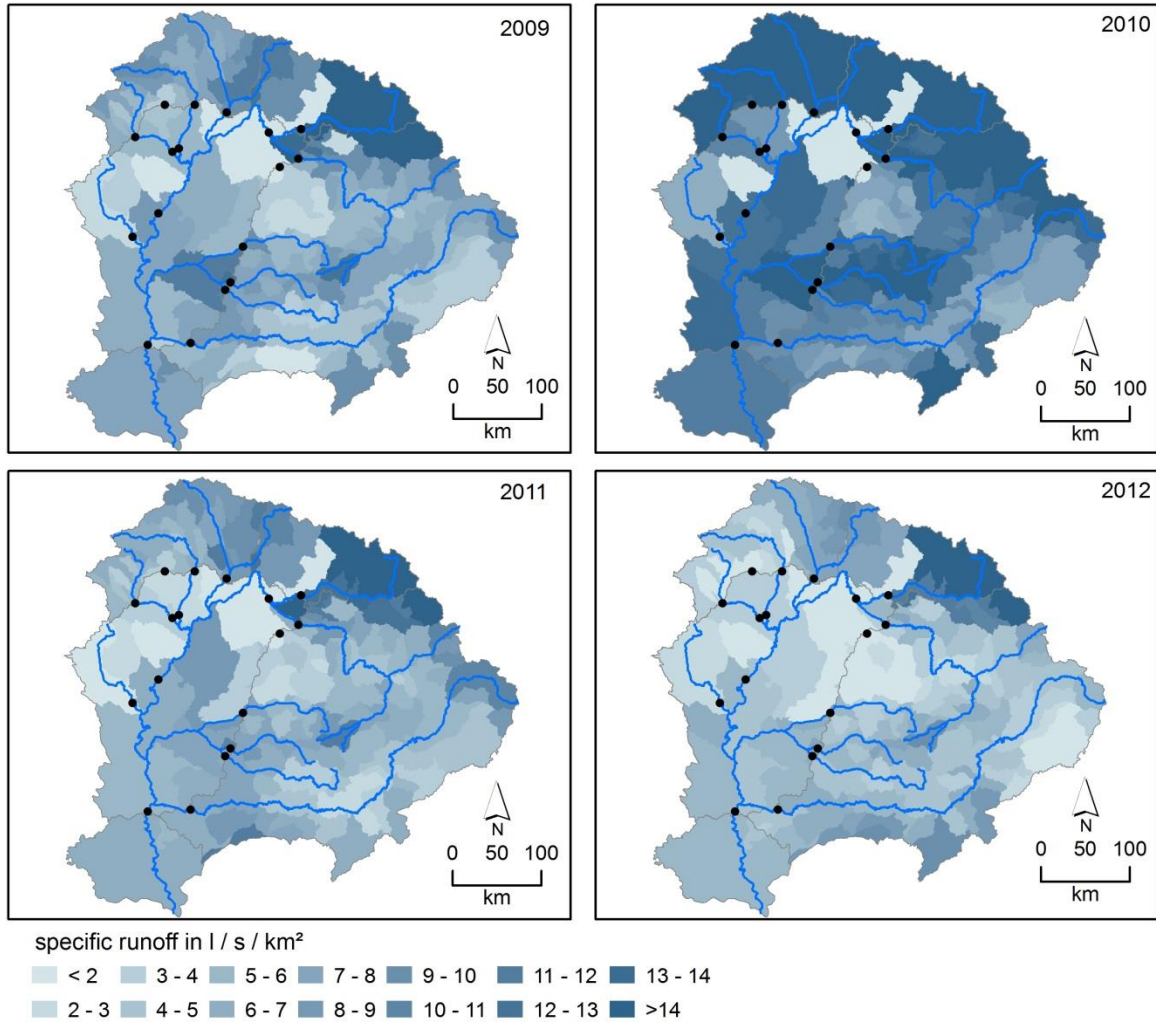 2009
N
0 50 100
km
2010
N
0 50 100
km
2011
N
0 50 100
km
2012
N
0 50 100
km
specific runoff in l / s / km²
< 2 3 - 4 5 - 6 7 - 8 9 - 10 11 - 12 13 - 14
2 - 3 4 - 5 6 - 7 8 - 9 10 - 11 12 - 13 >14